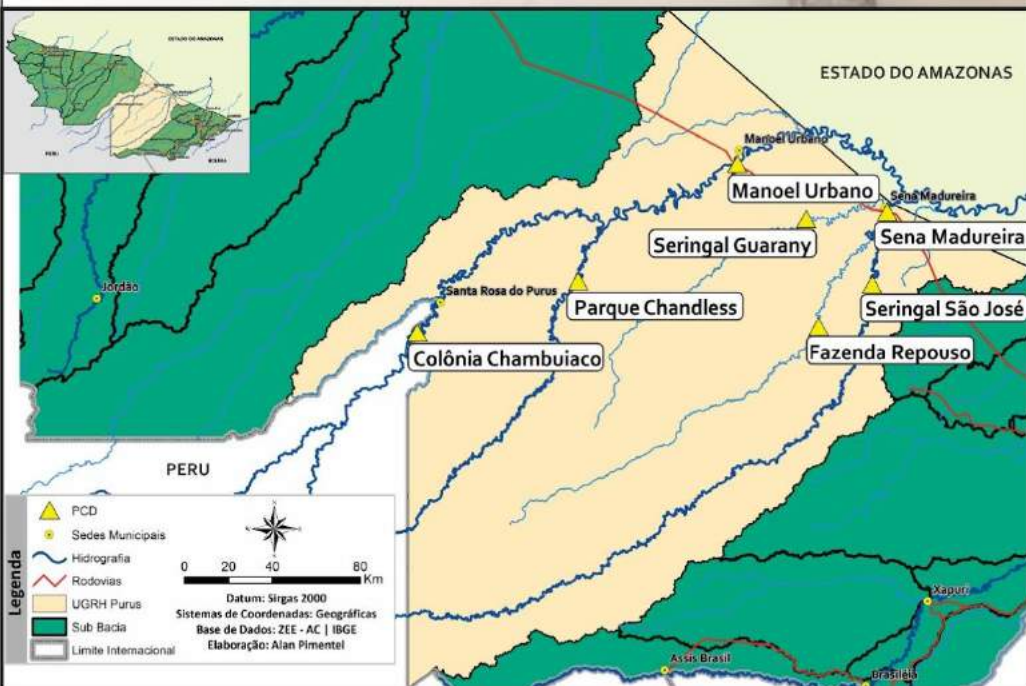 ESTADO DO AMAZONAS
PERU
ESTADO DO AMAZONAS
Manoel Urbano
Manoel Urbano
Sena Madureira
Seringal Guarany
Sena Madureira
Jordão
Santa Rosa do Purus
Parque Chandless
Seringal São José
Colônia Chambuiaco
Fazenda Repouso
PERU
Legenda
PCD
Sedes Municipais
Hidrografia
Rodovias
UGRH Purus
Sub Bacia
Limite Internacional
0 20 40 80
Km
Datum: Sirgas 2000
Sistemas de Coordenadas: Geográficas
Base de Dados: ZEE - AC | IBGE
Elaboração: Alan Pimentel
Xapuri
Assis Brasil
Brasiléia